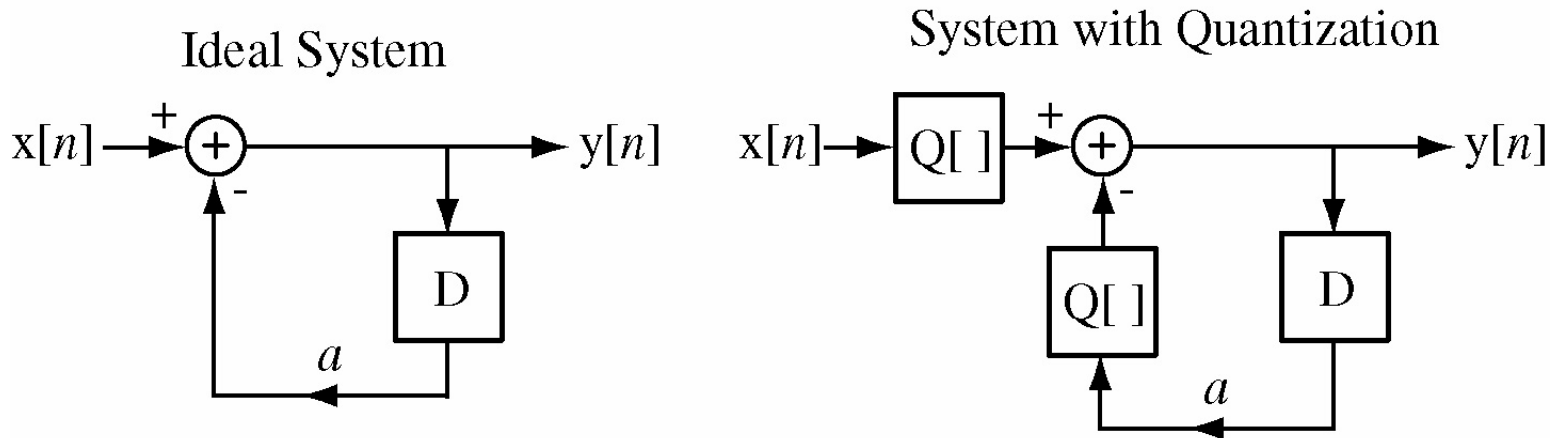 Ideal System
+
x[n]
+
y[n]
-
D
a
System with Quantization
+
x[n]
Q[ ]
+
y[n]
-
Q[ ]
D
a